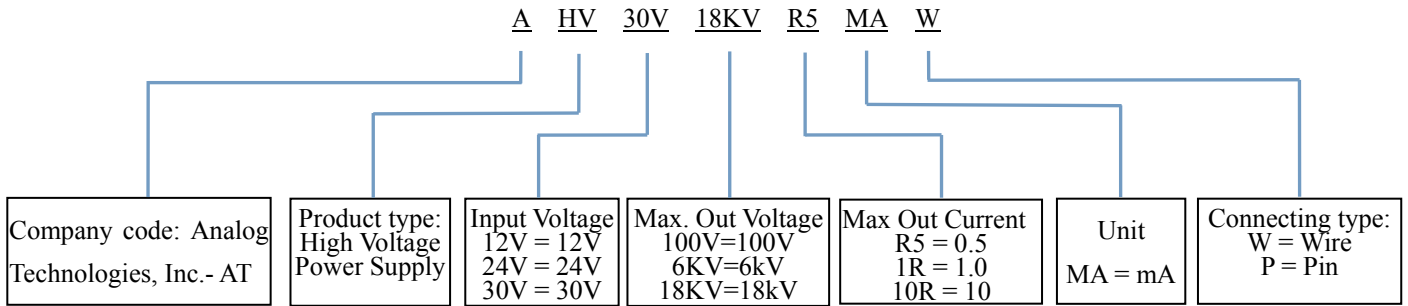 A HV 30V 18KV R5 MA W
Company code: Analog
Technologies, Inc.- AT
Product type:
High Voltage
Power Supply
Input Voltage
12V = 12V
24V = 24V
30V = 30V
Max. Out Voltage
100V=100V
6KV=6kV
18KV=18kV
Max Out Current
R5 = 0.5
1R = 1.0
10R = 10
Unit
MA = mA
Connecting type:
W = Wire
P = Pin